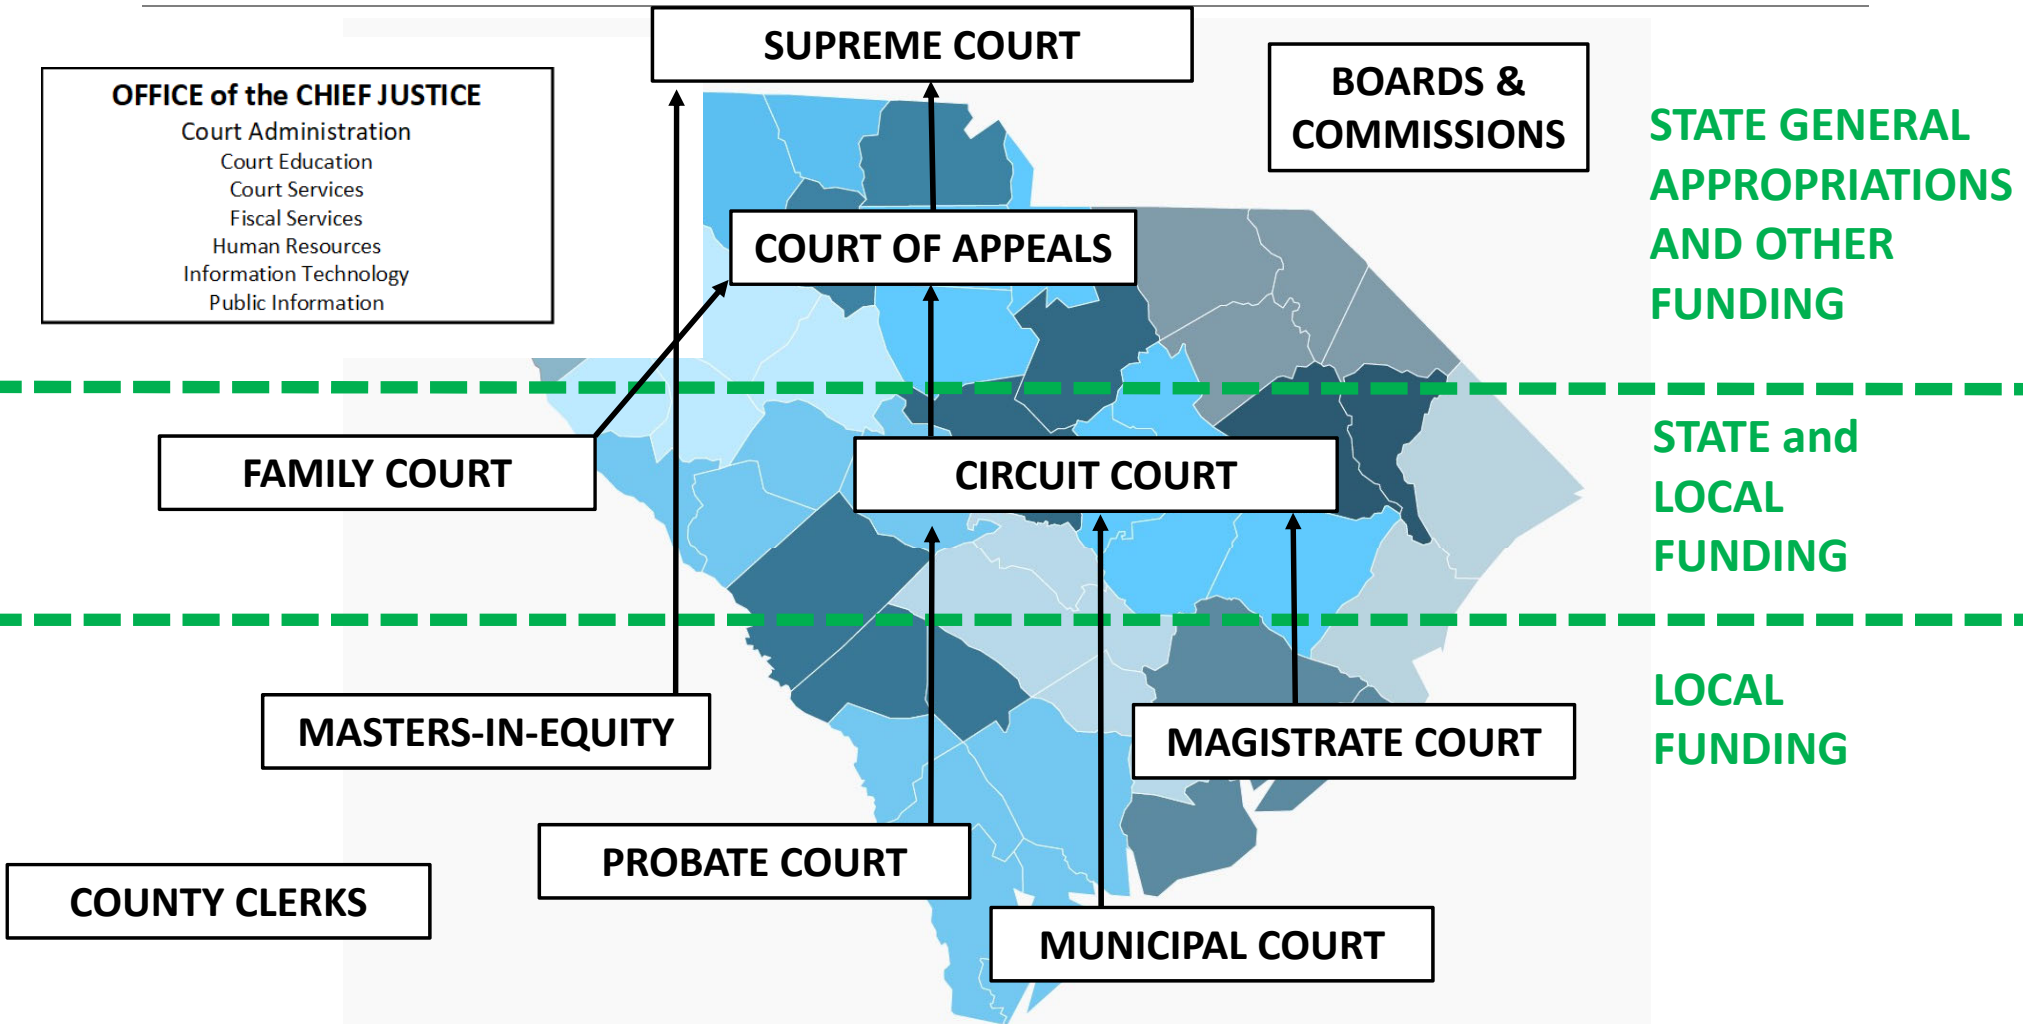 SUPREME COURT
OFFICE of the CHIEF JUSTICE
Court Administration
Court Education
Court Services
Fiscal Services
Human Resources
Information Technology
Public Information
BOARDS &
COMMISSIONS
STATE GENERAL
APPROPRIATIONS
AND OTHER
FUNDING
COURT OF APPEALS
FAMILY COURT
CIRCUIT COURT
STATE and
LOCAL
FUNDING
MASTERS-IN-EQUITY
MAGISTRATE COURT
LOCAL
FUNDING
PROBATE COURT
COUNTY CLERKS
MUNICIPAL COURT